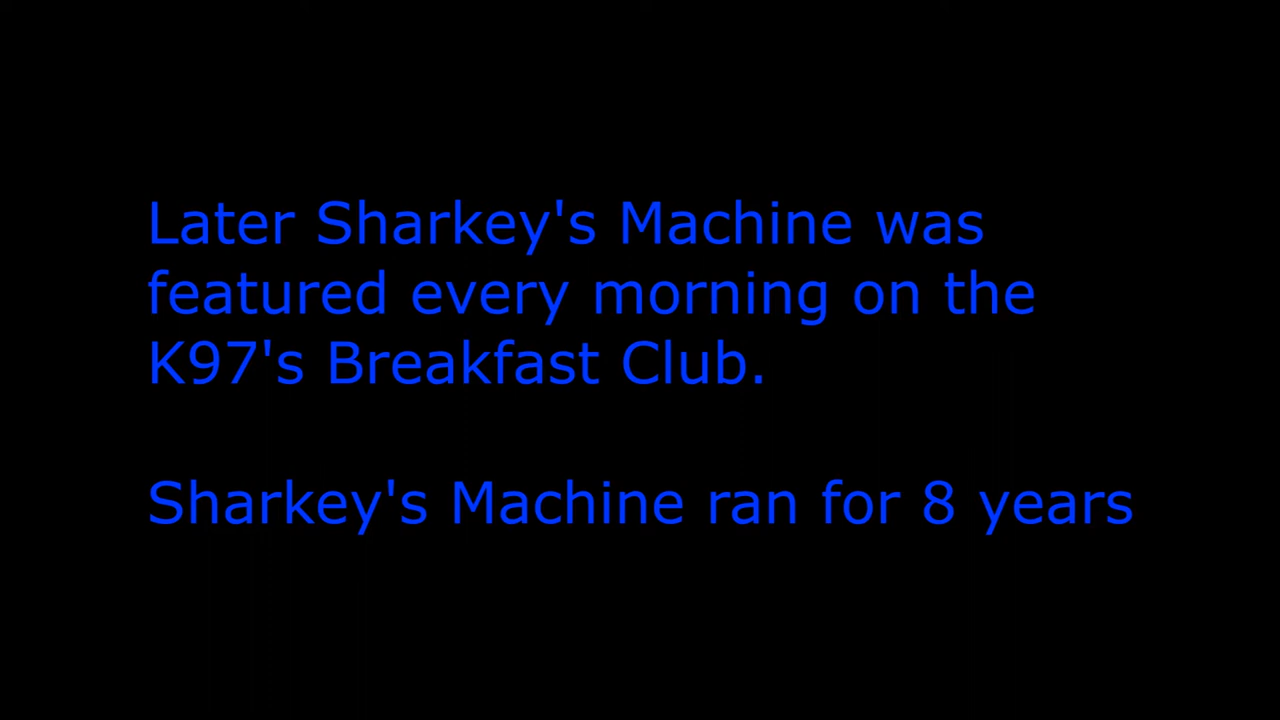 Later Sharkey's Machine was
featured every morning on the
K97's Breakfast Club.
Sharkey's Machine ran for 8 years